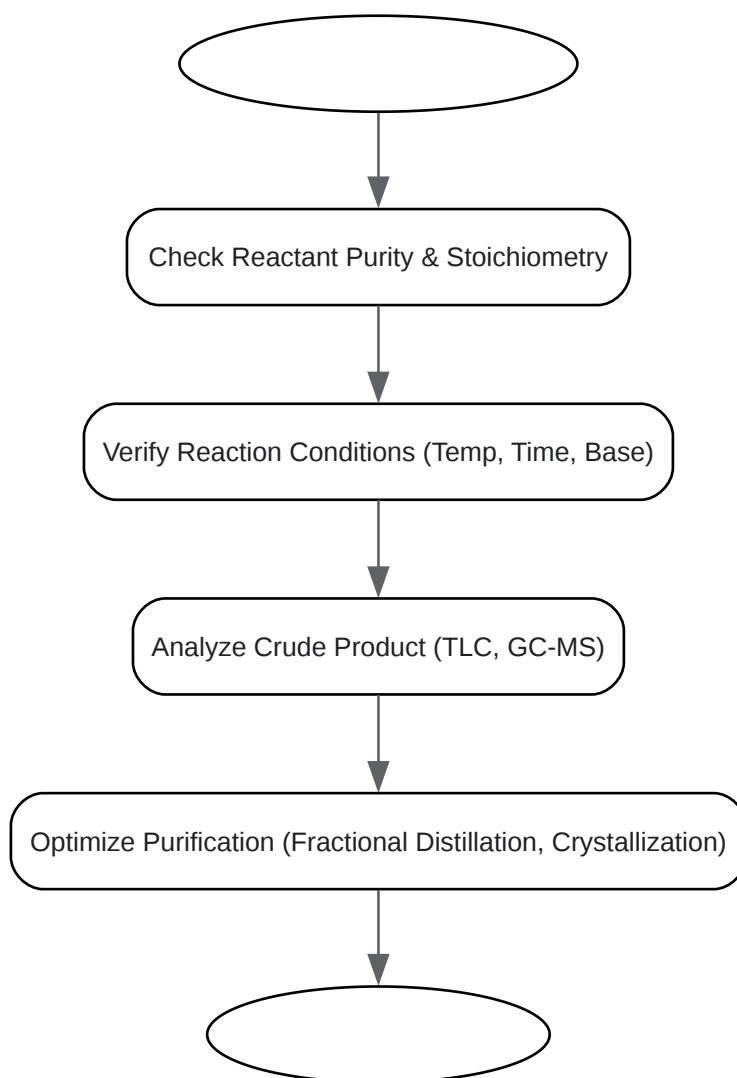 Check Reactant Purity & Stoichiometry
Verify Reaction Conditions (Temp, Time, Base)
Analyze Crude Product (TLC, GC-MS)
Optimize Purification (Fractional Distillation, Crystallization)